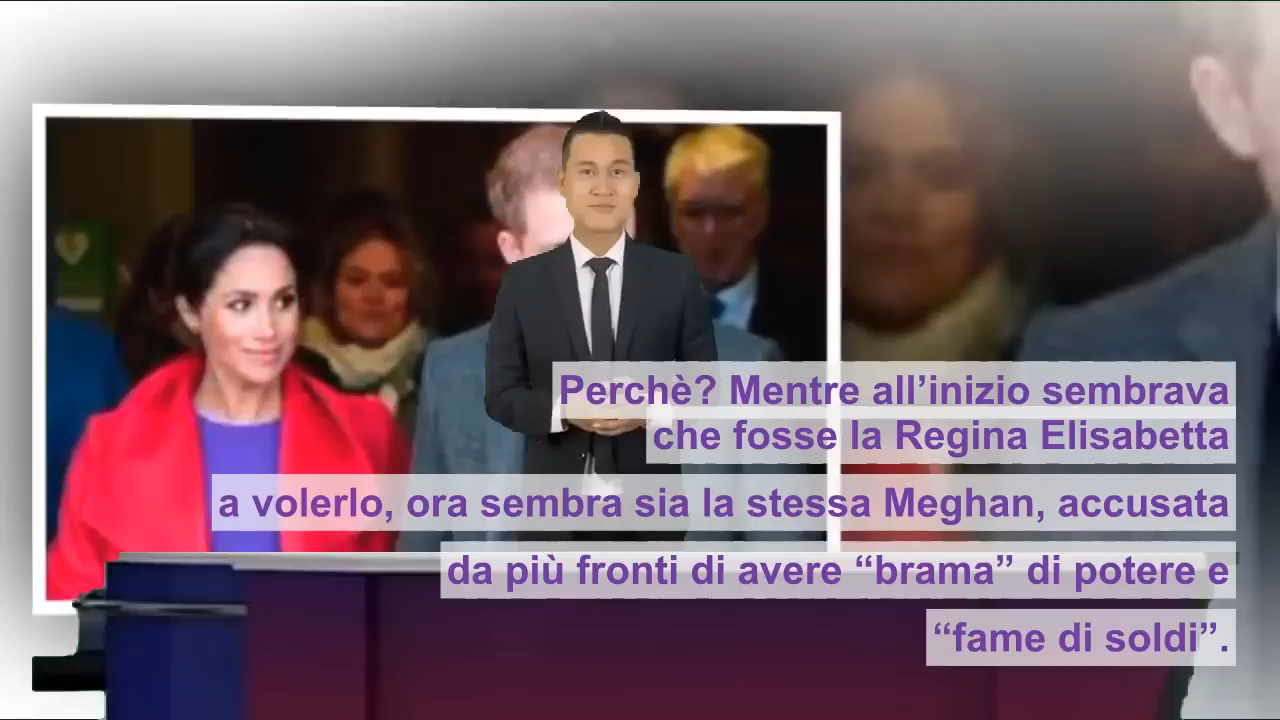 Perchè? Mentre all’inizio sembrava
che fosse la Regina Elisabetta
a volerlo, ora sembra sia la stessa Meghan, accusata
da più fronti di avere “brama” di potere e
“fame di soldi”.